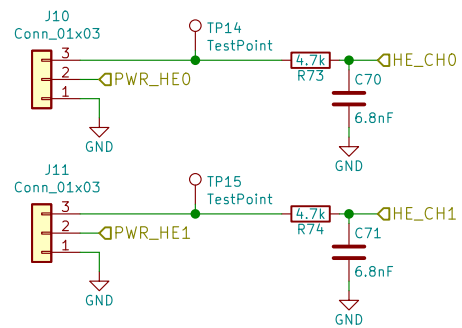 J10
Conn_01x03
3
2
1
PWR_HE0
GND
TP14
TestPoint
4.7k
R73
HE_CH0
C70
6.8nF
GND
J11
Conn_01x03
3
2
1
PWR_HE1
GND
TP15
TestPoint
4.7k
R74
HE_CH1
C71
6.8nF
GND